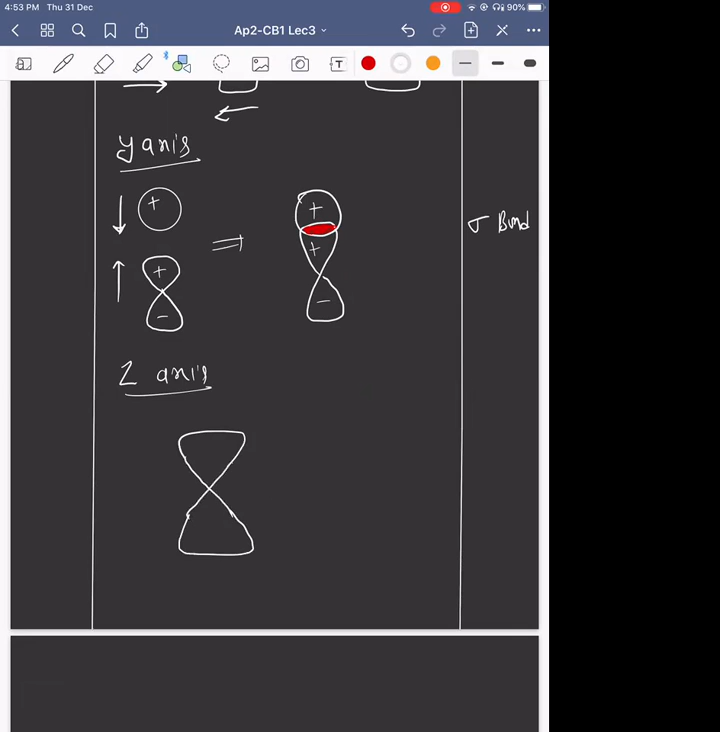 4:53 PM Thu 31 Dec
90%
Ap2-CB1 Lec3
T
y axis
+
+
-
⇒
+
+
-
σ Bond
Z axis